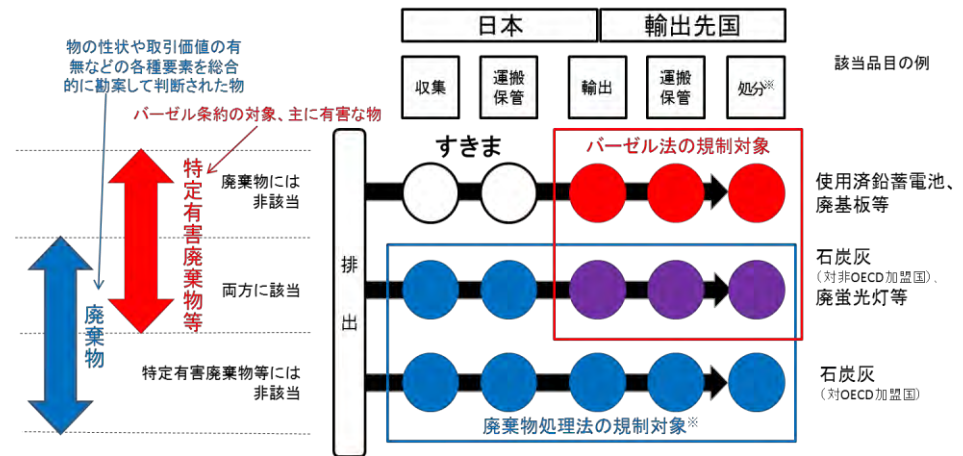 日本
輸出先国
物の性状や取引価値の有
無などの各種要素を総合
的に勘案して判断された物
収集
運搬
保管
輸出
運搬
保管
処分※
該当品目の例
バーゼル条約の対象、主に有害な物
すきま
バーゼル法の規制対象
特定有害廃棄物等
廃棄物には
非該当
使用済鉛蓄電池、
廃基板等
排出
廃棄物
両方に該当
石炭灰
(対非OECD加盟国)、
廃蛍光灯等
特定有害廃棄物等には
非該当
石炭灰
(対OECD加盟国)
廃棄物処理法の規制対象※